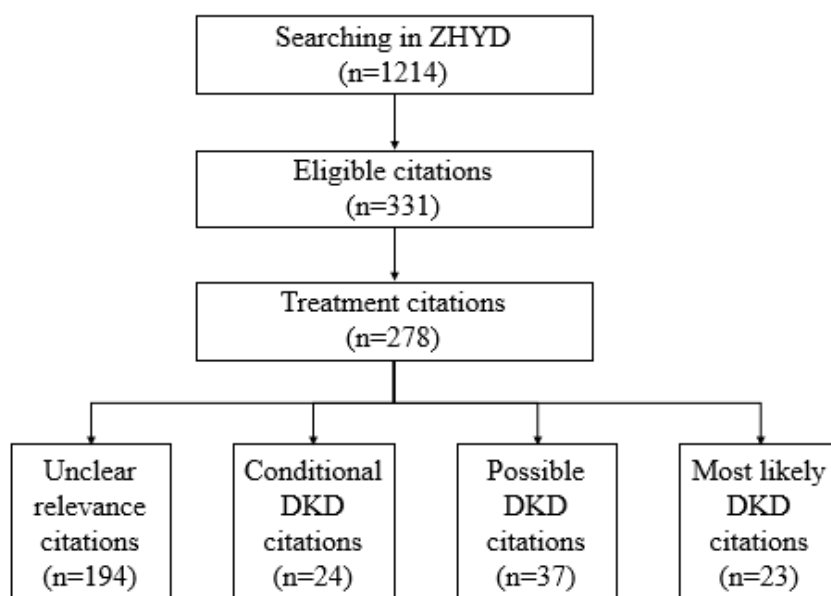 Searching in ZHYD
(n=1214)
Eligible citations
(n=331)
Treatment citations
(n=278)
Unclear
relevance
citations
(n=194)
Conditional
DKD
citations
(n=24)
Possible
DKD
citations
(n=37)
Most likely
DKD
citations
(n=23)